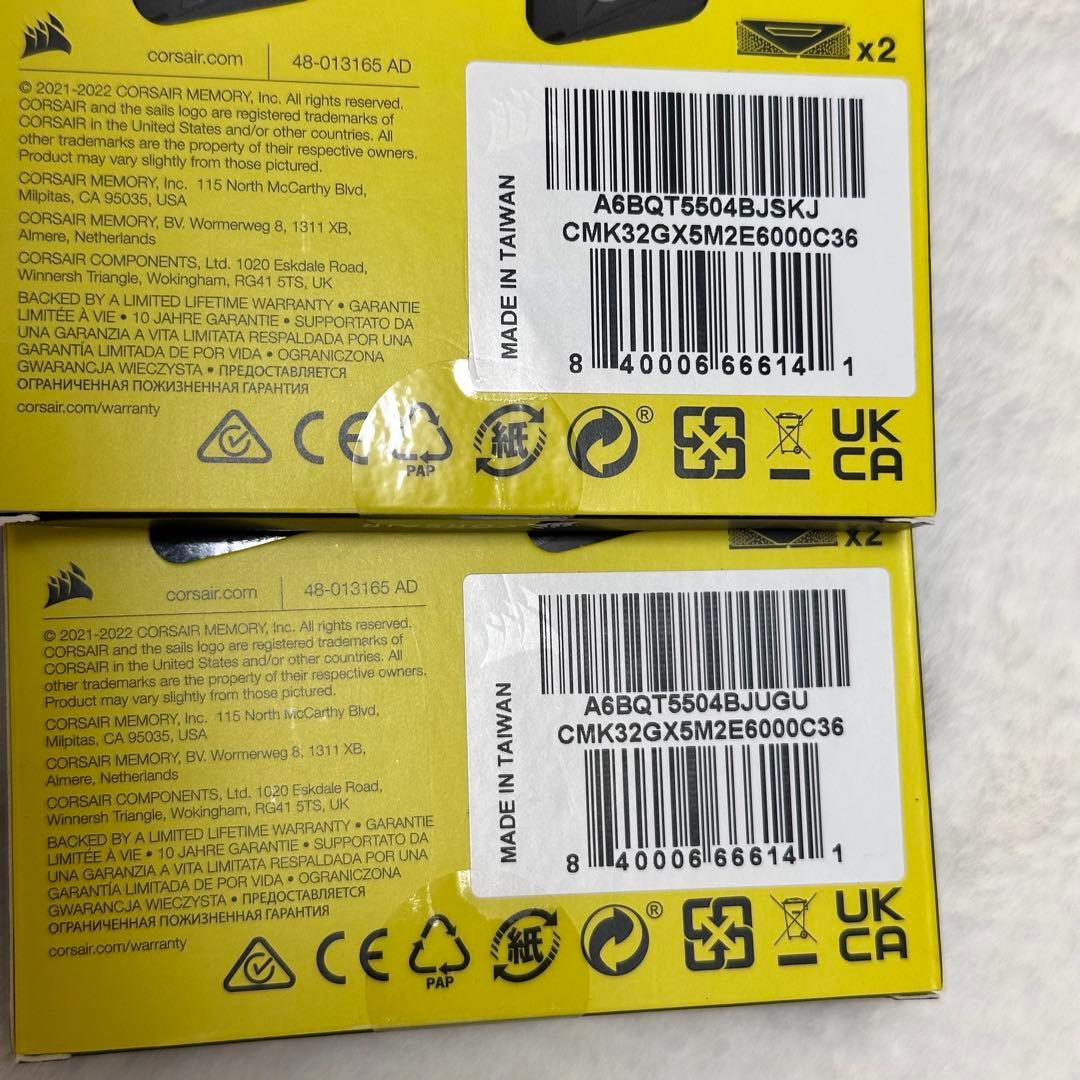 corsair.com
48-013165 AD
x2
© 2021-2022 CORSAIR MEMORY, Inc. All rights reserved.
CORSAIR and the sails logo are registered trademarks of
CORSAIR in the United States and/or other countries. All
other trademarks are the property of their respective owners.
Product may vary slightly from those pictured.
CORSAIR MEMORY, Inc. 115 North McCarthy Blvd,
Milpitas, CA 95035, USA
CORSAIR MEMORY, BV. Wormerweg 8, 1311 XB,
Almere, Netherlands
CORSAIR COMPONENTS, Ltd. 1020 Eskdale Road,
Winnersh Triangle, Wokingham, RG41 5TS, UK
BACKED BY A LIMITED LIFETIME WARRANTY • GARANTIE
LIMITÉE À VIE • 10 JAHRE GARANTIE • SUPPORTATO DA
UNA GARANZIA A VITA LIMITATA RESPALDADA POR UNA
GARANTÍA LIMITADA DE POR VIDA • OGRANICZONA
GWARANCJA WIECZYSTA • ПРЕДОСТАВЛЯЕТСЯ
ОГРАНИЧЕННАЯ ПОЖИЗНЕННАЯ ГАРАНТИЯ
corsair.com/warranty
MADE IN TAIWAN
A6BQT5504BJSKJ
CMK32GX5M2E6000C36
8 40006 66614 1
CE
PAP
紙
®
UK
CA
corsair.com
48-013165 AD
x2
© 2021-2022 CORSAIR MEMORY, Inc. All rights reserved.
CORSAIR and the sails logo are registered trademarks of
CORSAIR in the United States and/or other countries. All
other trademarks are the property of their respective owners.
Product may vary slightly from those pictured.
CORSAIR MEMORY, Inc. 115 North McCarthy Blvd,
Milpitas, CA 95035, USA
CORSAIR MEMORY, BV. Wormerweg 8, 1311 XB,
Almere, Netherlands
CORSAIR COMPONENTS, Ltd. 1020 Eskdale Road,
Winnersh Triangle, Wokingham, RG41 5TS, UK
BACKED BY A LIMITED LIFETIME WARRANTY • GARANTIE
LIMITÉE À VIE • 10 JAHRE GARANTIE • SUPPORTATO DA
UNA GARANZIA A VITA LIMITATA RESPALDADA POR UNA
GARANTÍA LIMITADA DE POR VIDA • OGRANICZONA
GWARANCJA WIECZYSTA • ПРЕДОСТАВЛЯЕТСЯ
ОГРАНИЧЕННАЯ ПОЖИЗНЕННАЯ ГАРАНТИЯ
corsair.com/warranty
MADE IN TAIWAN
A6BQT5504BJUGU
CMK32GX5M2E6000C36
8 40006 66614 1
CE
PAP
紙
®
UK
CA